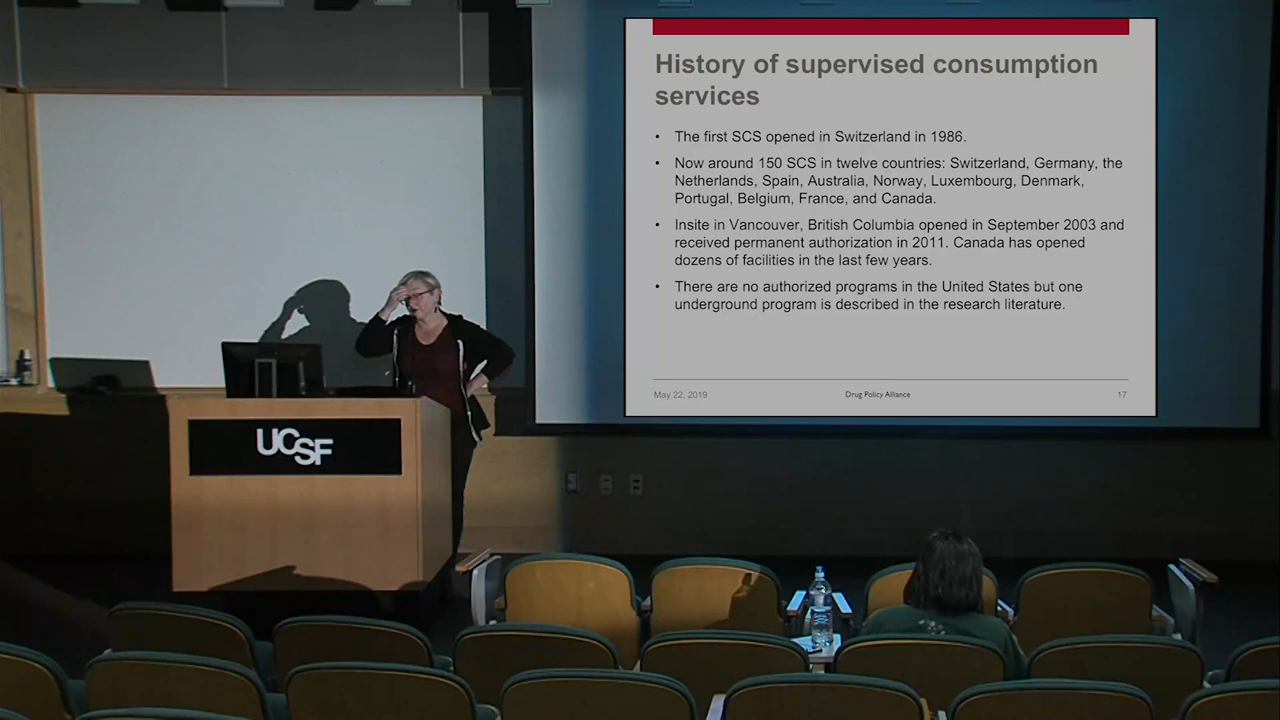 History of supervised consumption
services
• The first SCS opened in Switzerland in 1986.
• Now around 150 SCS in twelve countries: Switzerland, Germany, the
Netherlands, Spain, Australia, Norway, Luxembourg, Denmark,
Portugal, Belgium, France, and Canada.
• Insite in Vancouver, British Columbia opened in September 2003 and
received permanent authorization in 2011. Canada has opened
dozens of facilities in the last few years.
• There are no authorized programs in the United States but one
underground program is described in the research literature.
May 22, 2019 Drug Policy Alliance 17
UCSF